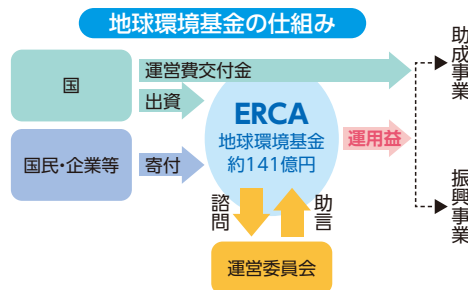 地球環境基金の仕組み
国
運営費交付金
出資
国民・企業等
寄付
ERCA
地球環境基金
約141億円
運用益
助成事業
振興事業
諮問
助言
運営委員会